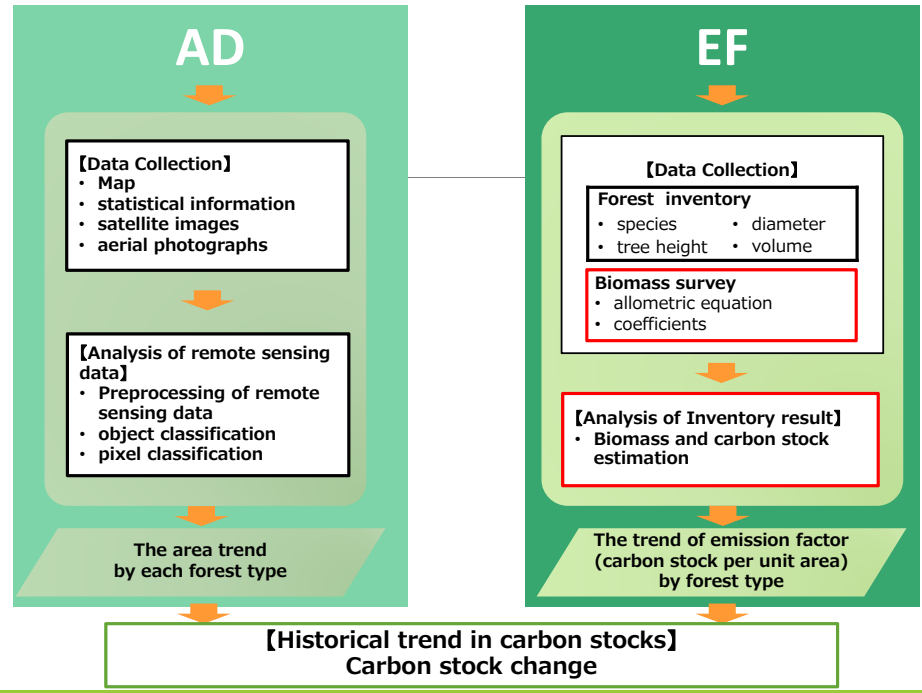 AD
【Data Collection】
• Map
• statistical information
• satellite images
• aerial photographs
【Analysis of remote sensing
data】
• Preprocessing of remote
sensing data
• object classification
• pixel classification
The area trend
by each forest type
EF
【Data Collection】
Forest inventory
• species • diameter
• tree height • volume
Biomass survey
• allometric equation
• coefficients
【Analysis of Inventory result】
• Biomass and carbon stock
estimation
The trend of emission factor
(carbon stock per unit area)
by forest type
【Historical trend in carbon stocks】
Carbon stock change